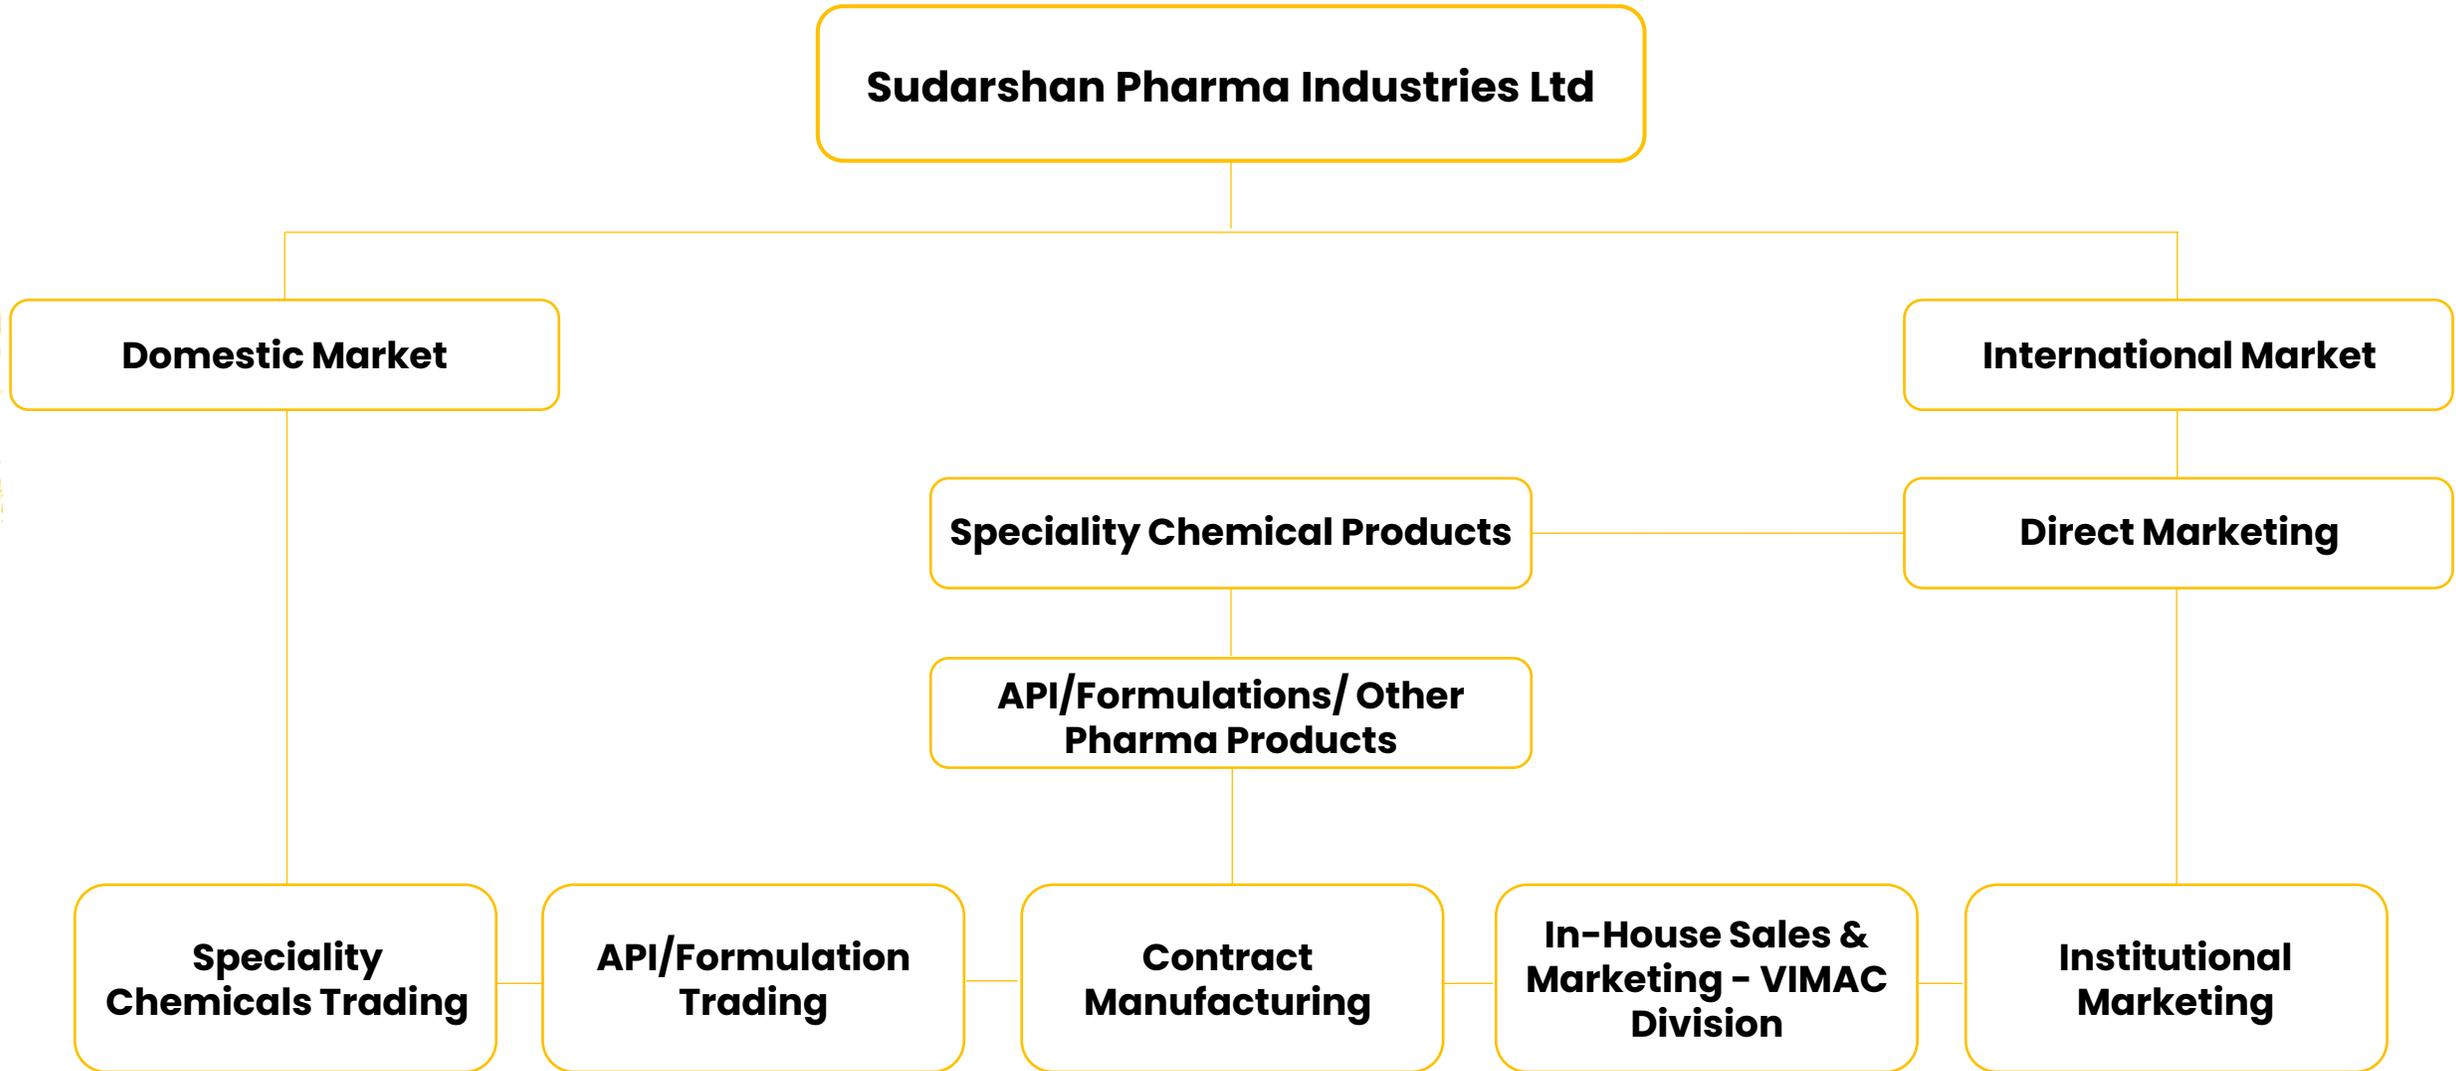 Sudarshan Pharma Industries Ltd
Domestic Market
International Market
Speciality Chemical Products
Direct Marketing
API/Formulations/ Other
Pharma Products
Speciality
Chemicals Trading
API/Formulation
Trading
Contract
Manufacturing
In-House Sales &
Marketing - VIMAC
Division
Institutional
Marketing